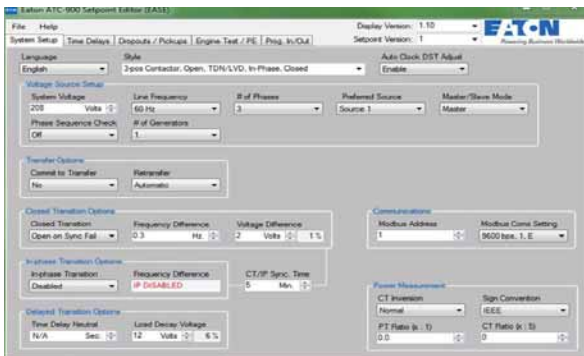 Eaton ATC-900 Setpoint Editor (EASE)
File Help
Display Version: 1.10
Setpoint Version: 1
EATON
Powering Business Worldwide
System Setup Time Delays Dropouts / Pickups Engine Test / PE Prog. In/Out
Language Style Auto Clock DST Adjust
English 3-pos Contactor, Open, TDN/LVD, In-Phase, Closed Enable
Voltage Source Setup
System Voltage Line Frequency # of Phases Preferred Source Master/Slave Mode
208 Volts 60 Hz 3 Source 1 Master
Phase Sequence Check # of Generators
Off 1
Transfer Options
Commit to Transfer Retransfer
No Automatic
Closed Transition Options
Closed Transition Frequency Difference Voltage Difference
Open on Sync Fail 0.3 Hz. 2 Volts 1 %
Communications
Modbus Address Modbus Coms Setting
1 9600 bps, 1, E
In-phase Transition Options
In-phase Transition Frequency Difference CT/IP Sync. Time
Disabled IP DISABLED 5 Min.
Power Measurement
CT Inversion Sign Convention
Normal IEEE
PT Ratio (x : 1) CT Ratio (x : 5)
0.0 0
Delayed Transition Options
Time Delay Neutral Load Decay Voltage
N/A Sec. 12 Volts 6 %